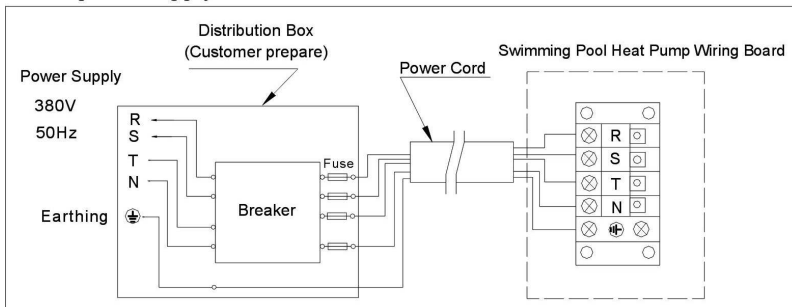 Distribution Box
(Customer prepare)
Swimming Pool Heat Pump Wiring Board
Power Cord
Power Supply
380V
50Hz
R
S
T
N
Earthing
Fuse
Breaker
R
S
T
N